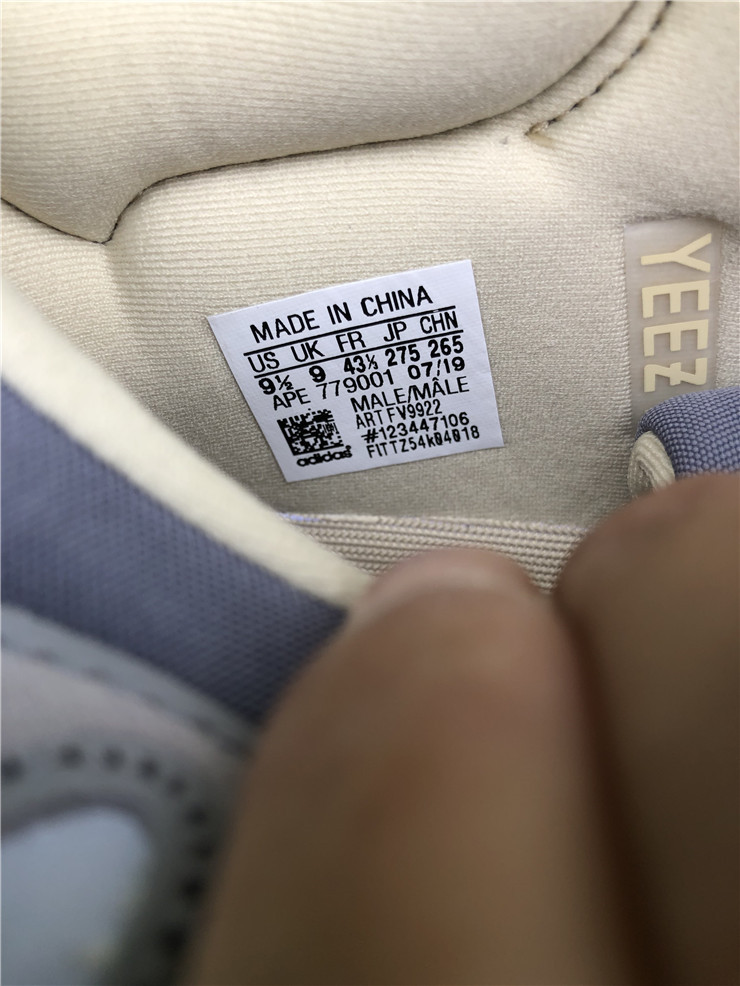 MADE IN CHINA
US UK FR JP CHN
9½ 9 43⅓ 275 265
APE 779001 07/19
MALE/MÂLE
ART FV9922
#123447106
FITTZ54k04018
adidas
YEEZ